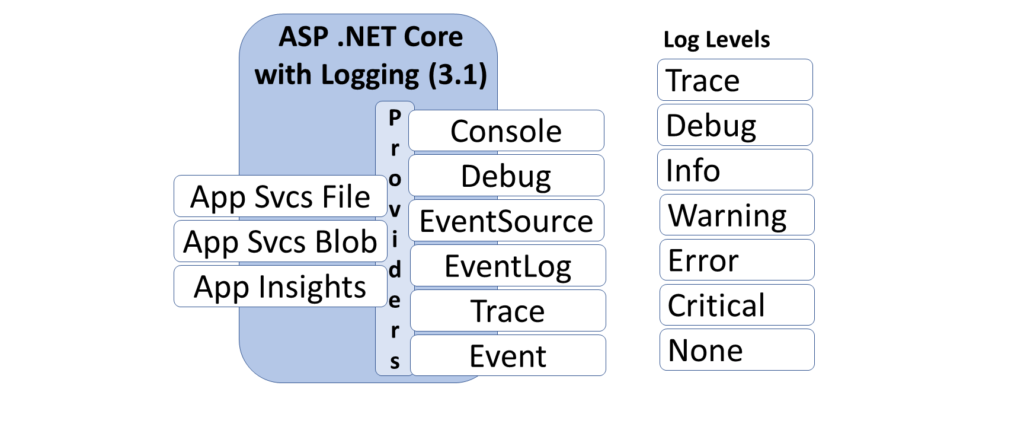 ASP .NET Core
with Logging (3.1)
Providers
Console
Debug
EventSource
EventLog
Trace
Event
App Svcs File
App Svcs Blob
App Insights
Log Levels
Trace
Debug
Info
Warning
Error
Critical
None